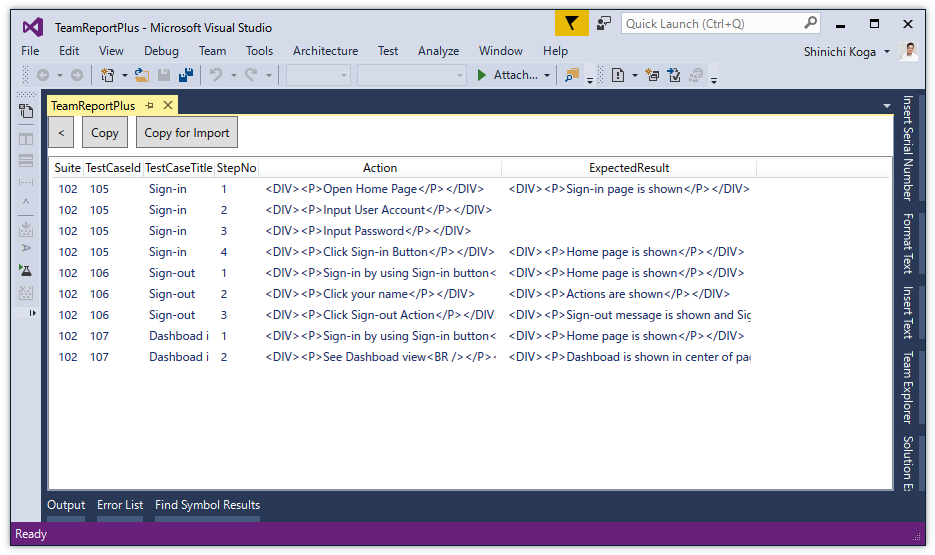 TeamReportPlus - Microsoft Visual Studio
Quick Launch (Ctrl+Q)
File Edit View Debug Team Tools Architecture Test Analyze Window Help
Shinichi Koga
Attach...
TeamReportPlus
< Copy Copy for Import
Suite TestCaseId TestCaseTitle StepNo Action ExpectedResult
102 105 Sign-in 1 <DIV><P>Open Home Page</P></DIV> <DIV><P>Sign-in page is shown</P></DIV>
102 105 Sign-in 2 <DIV><P>Input User Account</P></DIV>
102 105 Sign-in 3 <DIV><P>Input Password</P></DIV>
102 105 Sign-in 4 <DIV><P>Click Sign-in Button</P></DIV> <DIV><P>Home page is shown</P></DIV>
102 106 Sign-out 1 <DIV><P>Sign-in by using Sign-in button< <DIV><P>Home page is shown</P></DIV>
102 106 Sign-out 2 <DIV><P>Click your name</P></DIV> <DIV><P>Actions are shown</P></DIV>
102 106 Sign-out 3 <DIV><P>Click Sign-out Action</P></DIV <DIV><P>Sign-out message is shown and Sig
102 107 Dashboad i 1 <DIV><P>Sign-in by using Sign-in button< <DIV><P>Home page is shown</P></DIV>
102 107 Dashboad i 2 <DIV><P>See Dashboad view<BR /></P>< <DIV><P>Dashboad is shown in center of pa
Insert Serial Number
Format Text
Insert Text
Team Explorer
Solution E
Output Error List Find Symbol Results
Ready